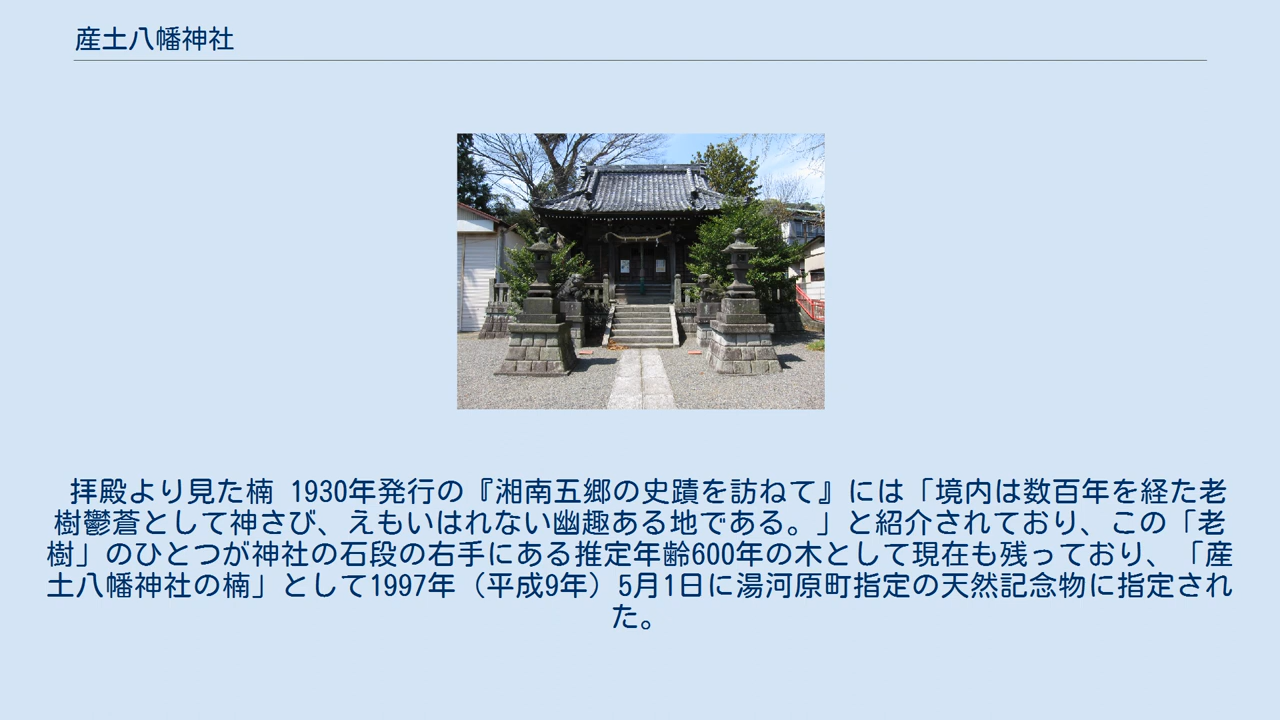 産土八幡神社
拝殿より見た楠 1930年発行の『湘南五郷の史蹟を訪ねて』には「境内は数百年を経た老
樹鬱蒼として神さび、えもいはれない幽趣ある地である。」と紹介されており、この「老
樹」のひとつが神社の石段の右手にある推定年齢600年の木として現在も残っており、「産
土八幡神社の楠」として1997年（平成9年）5月1日に湯河原町指定の天然記念物に指定され
た。